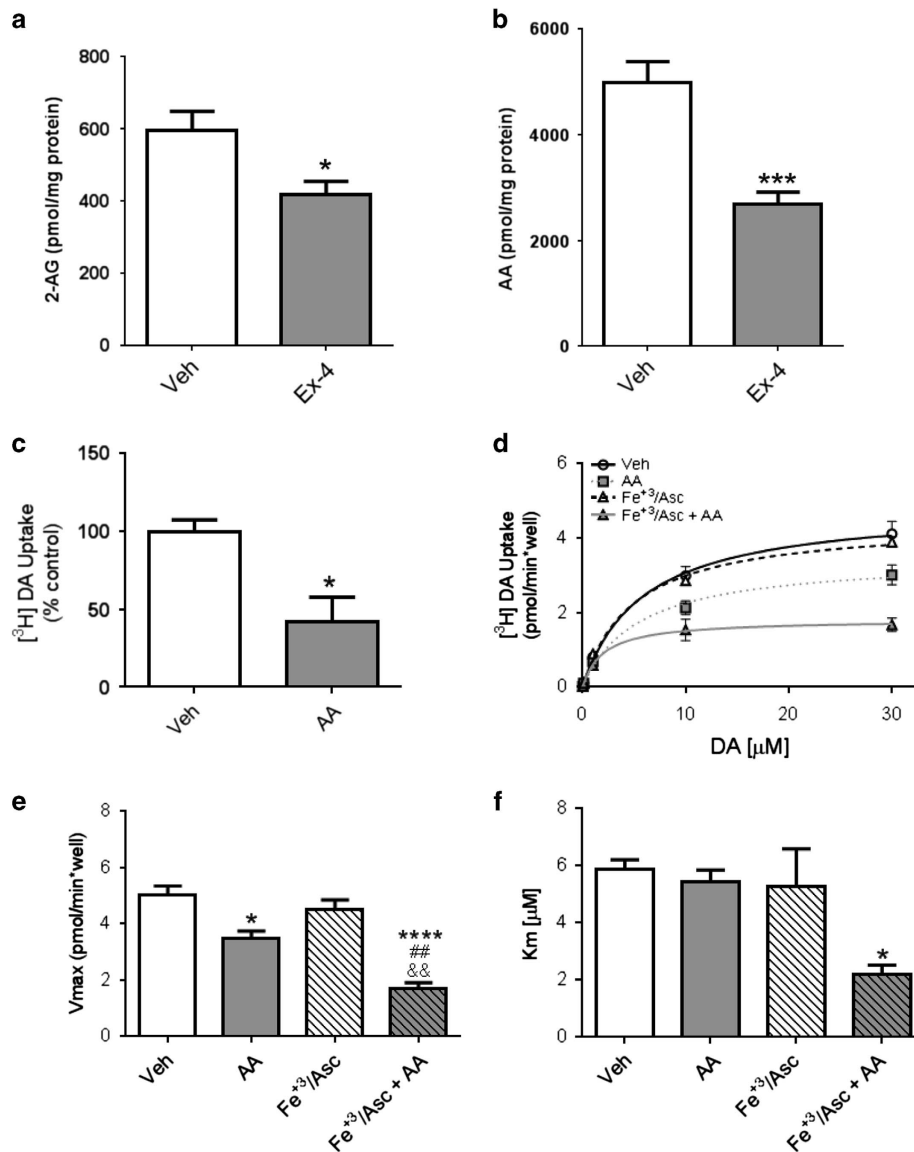 a
2-AG (pmol/mg protein)
800
600
400
200
0
*
Veh
Ex-4
b
AA (pmol/mg protein)
6000
4000
2000
0
***
Veh
Ex-4
c
[³H] DA Uptake
(% control)
150
100
50
0
*
Veh
AA
d
[³H] DA Uptake
(pmol/min*well)
6
4
2
0
Veh
AA
Fe⁺³/Asc
Fe⁺³/Asc + AA
0
10
20
30
DA [µM]
e
Vmax (pmol/min*well)
8
6
4
2
0
*
****
##
&&
Veh
AA
Fe⁺³/Asc
Fe⁺³/Asc + AA
f
Km [µM]
8
6
4
2
0
*
Veh
AA
Fe⁺³/Asc
Fe⁺³/Asc + AA